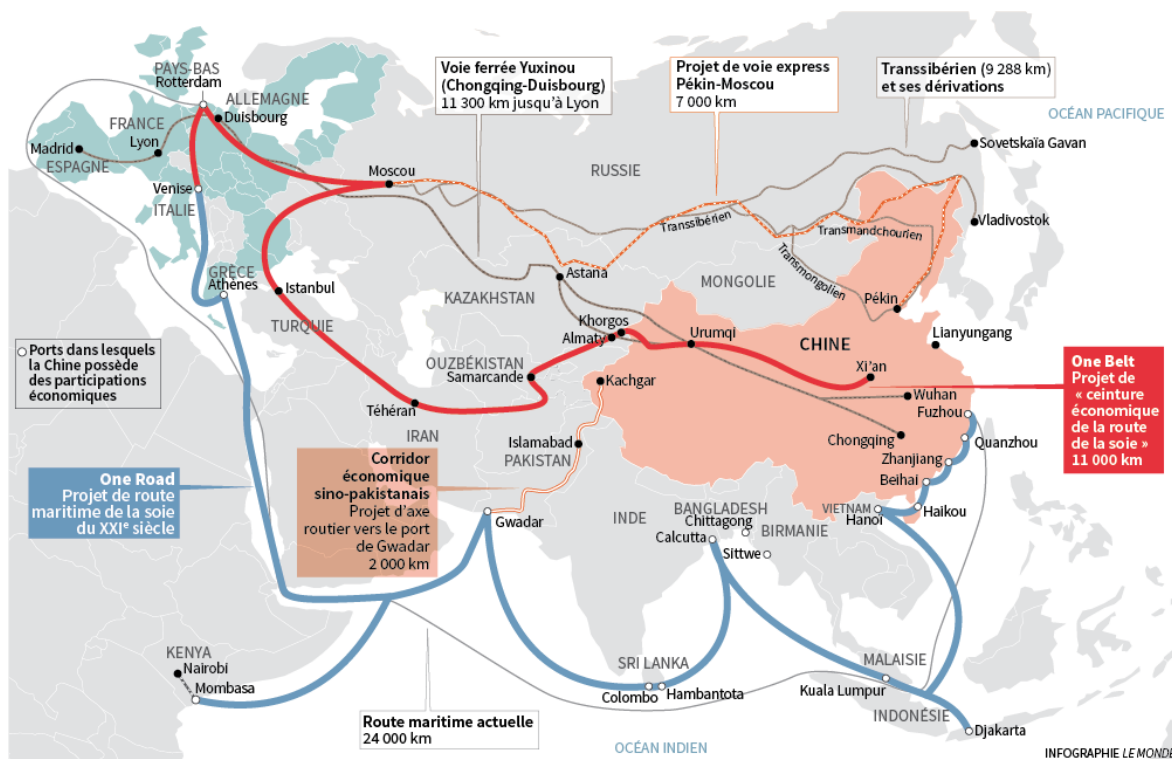 Voie ferrée Yuxinou
(Chongqing-Duisbourg)
11 300 km jusqu'à Lyon
Projet de voie express
Pékin-Moscou
7 000 km
Transsibérien (9 288 km)
et ses dérivations
OCÉAN PACIFIQUE
PAYS-BAS
Rotterdam
ALLEMAGNE
Duisbourg
FRANCE
Lyon
Madrid
ESPAGNE
Venise
ITALIE
Moscou
RUSSIE
Sovetskaïa Gavan
Vladivostok
Transsibérien
Transmandchourien
Transmongolien
GRÈCE
Athènes
Istanbul
TURQUIE
Astana
KAZAKHSTAN
MONGOLIE
Pékin
Lianyungang
Khorgos
Almaty
Urumqi
CHINE
Xi'an
OUZBÉKISTAN
Samarcande
Kachgar
Wuhan
Fuzhou
Téhéran
IRAN
Islamabad
PAKISTAN
Chongqing
Quanzhou
Zhanjiang
Beihai
Ports dans lesquels
la Chine possède
des participations
économiques
One Belt
Projet de
« ceinture
économique
de la route
de la soie »
11 000 km
One Road
Projet de route
maritime de la soie
du XXIe siècle
Corridor
économique
sino-pakistanais
Projet d'axe
routier vers le port
de Gwadar
2 000 km
Gwadar
INDE
BANGLADESH
Chittagong
Calcutta
BIRMANIE
Sittwe
VIETNAM
Hanoï
Haikou
KENYA
Nairobi
Mombasa
SRI LANKA
Colombo
Hambantota
MALAISIE
Kuala Lumpur
INDONÉSIE
Djakarta
Route maritime actuelle
24 000 km
OCÉAN INDIEN
INFOGRAPHIE LE MONDE